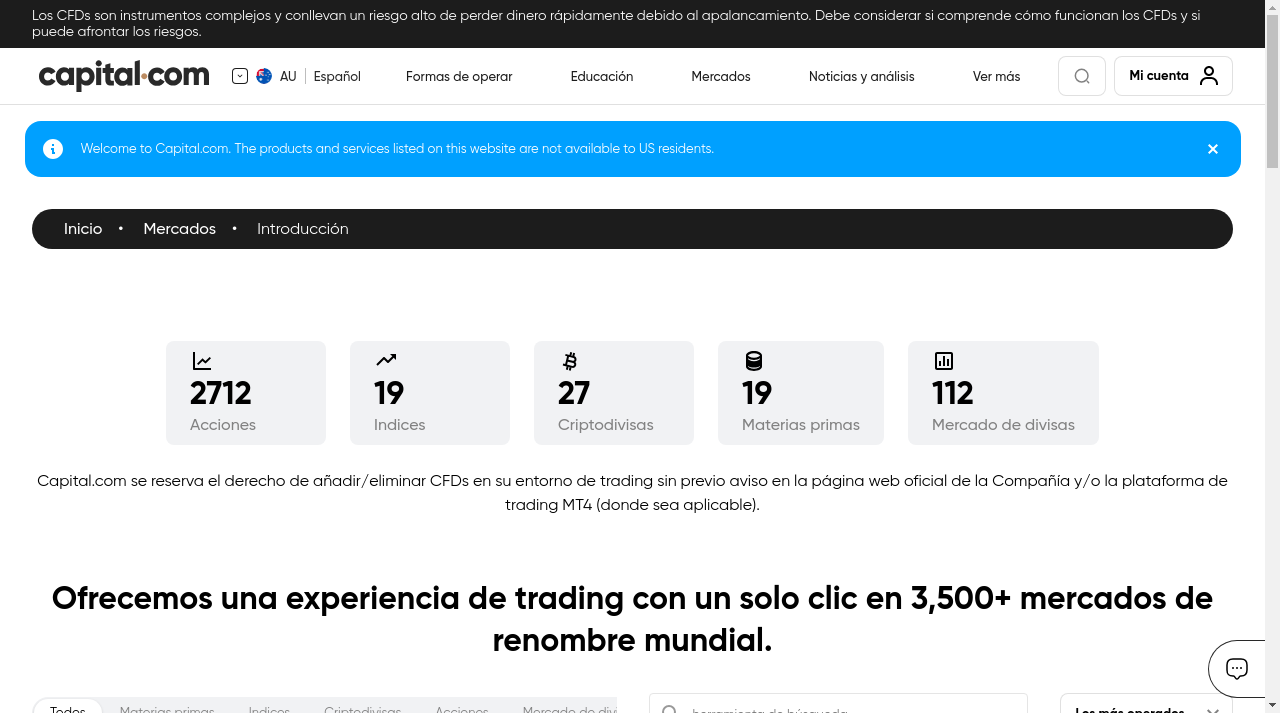 Los CFDs son instrumentos complejos y conllevan un riesgo alto de perder dinero rápidamente debido al apalancamiento. Debe considerar si comprende cómo funcionan los CFDs y si
puede afrontar los riesgos.
capital.com AU Español Formas de operar Educación Mercados Noticias y análisis Ver más Mi cuenta
Welcome to Capital.com. The products and services listed on this website are not available to US residents.
Inicio • Mercados • Introducción
2712 19 27 19 112
Acciones Indices Criptodivisas Materias primas Mercado de divisas
Capital.com se reserva el derecho de añadir/eliminar CFDs en su entorno de trading sin previo aviso en la página web oficial de la Compañía y/o la plataforma de
trading MT4 (donde sea aplicable).
Ofrecemos una experiencia de trading con un solo clic en 3,500+ mercados de
renombre mundial.
Todos Materias primas Indices Criptodivisas Acciones Mercado de divi herramienta de búsqueda Los más operados